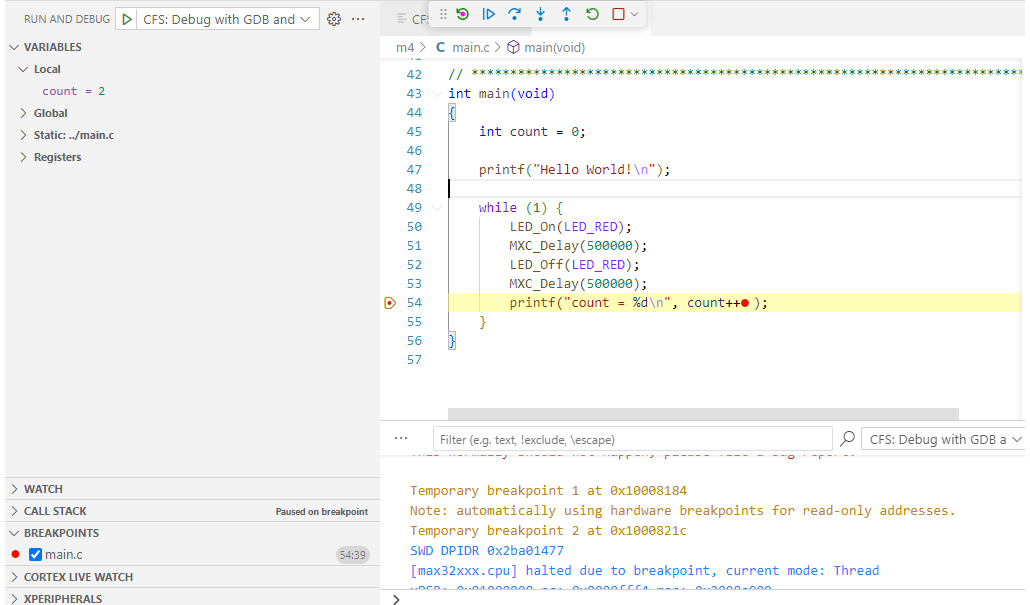 RUN AND DEBUG CFS: Debug with GDB and
VARIABLES
Local
count = 2
Global
Static: ../main.c
Registers
WATCH
CALL STACK Paused on breakpoint
BREAKPOINTS
main.c 54:39
CORTEX LIVE WATCH
XPERIPHERALS
CFS
m4 > C main.c > main(void)
42 // ************************************************************************
43 int main(void)
44 {
45 int count = 0;
46
47 printf("Hello World!\n");
48
49 while (1) {
50 LED_On(LED_RED);
51 MXC_Delay(500000);
52 LED_Off(LED_RED);
53 MXC_Delay(500000);
54 printf("count = %d\n", count++ );
55 }
56 }
57
Filter (e.g. text, !exclude, \escape) CFS: Debug with GDB a
Temporary breakpoint 1 at 0x10008184
Note: automatically using hardware breakpoints for read-only addresses.
Temporary breakpoint 2 at 0x1000821c
SWD DPIDR 0x2ba01477
[max32xxx.cpu] halted due to breakpoint, current mode: Thread